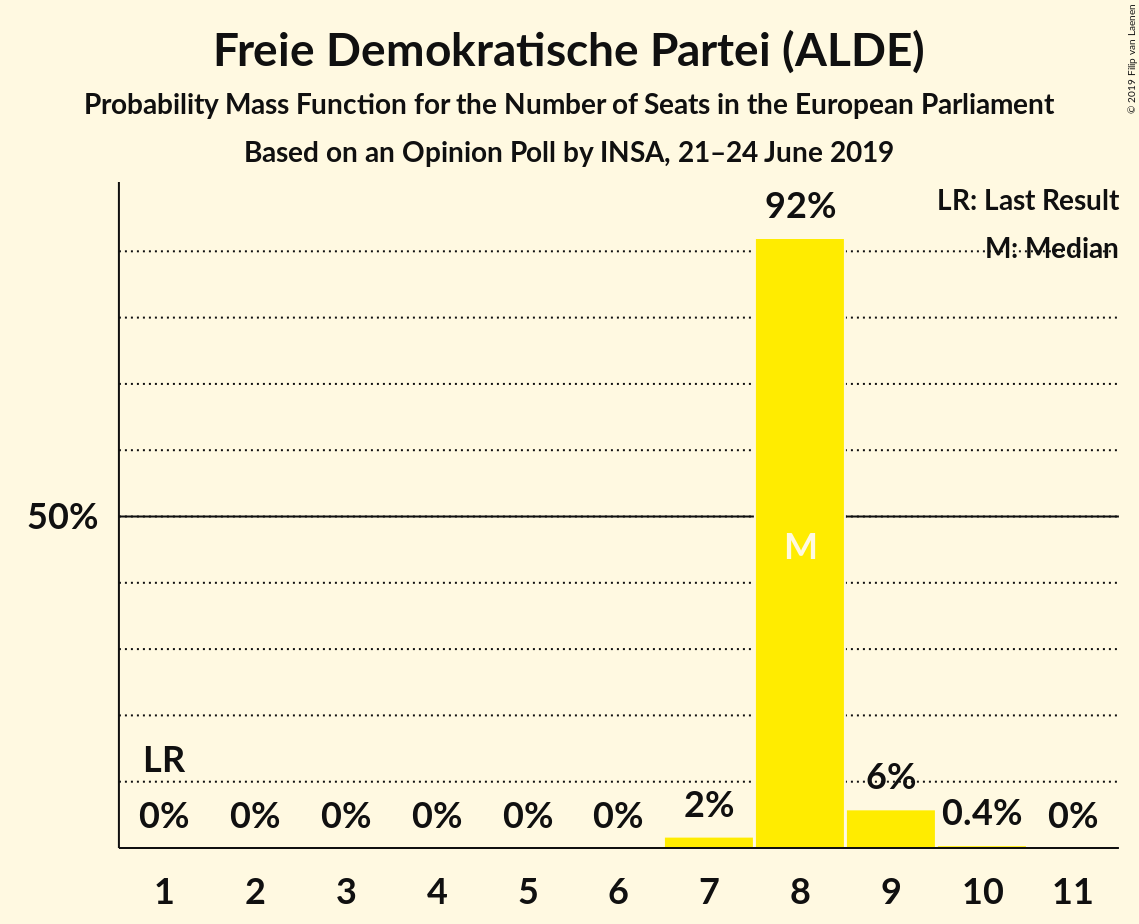 Freie Demokratische Partei (ALDE)
Probability Mass Function for the Number of Seats in the European Parliament
Based on an Opinion Poll by INSA, 21–24 June 2019
© 2019 Filip van Laenen
LR: Last Result
M: Median
92%
50%
M
LR
0% 0% 0% 0% 0% 0% 2% 6% 0.4% 0%
1 2 3 4 5 6 7 8 9 10 11